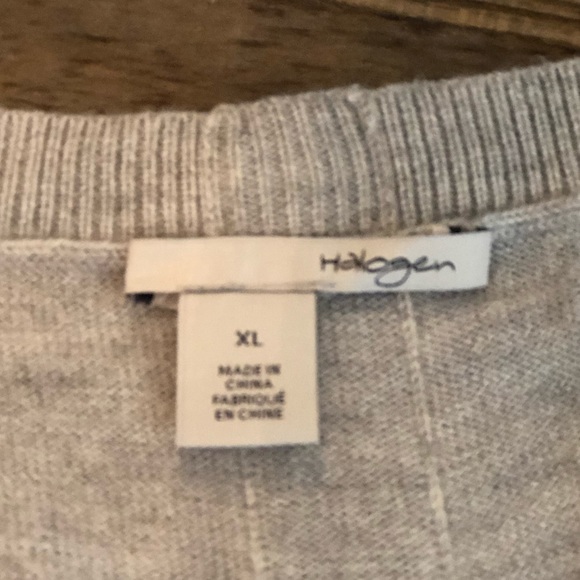 Halogen
XL
MADE IN
CHINA
FABRIQUÉ
EN CHINE